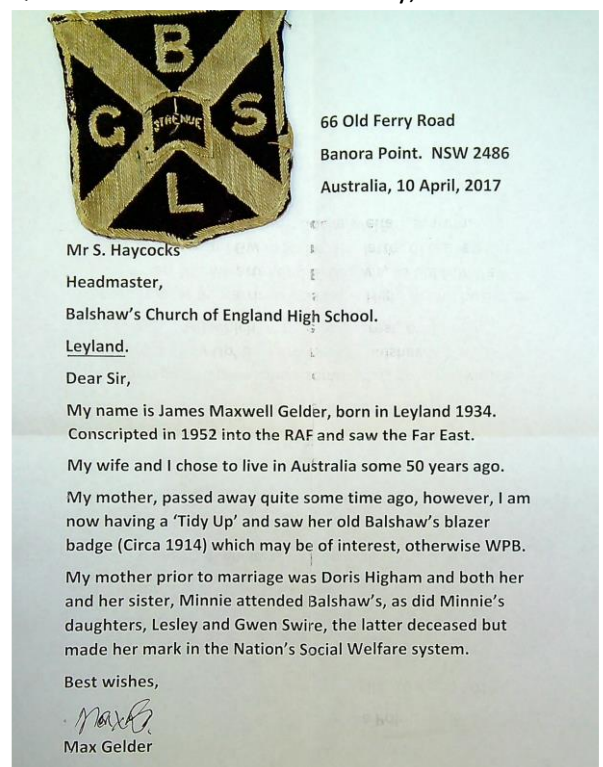 B
G S
STRENUE
L
66 Old Ferry Road
Banora Point. NSW 2486
Australia, 10 April, 2017
Mr S. Haycocks
Headmaster,
Balshaw's Church of England High School.
Leyland.
Dear Sir,
My name is James Maxwell Gelder, born in Leyland 1934.
Conscripted in 1952 into the RAF and saw the Far East.
My wife and I chose to live in Australia some 50 years ago.
My mother, passed away quite some time ago, however, I am
now having a 'Tidy Up' and saw her old Balshaw's blazer
badge (Circa 1914) which may be of interest, otherwise WPB.
My mother prior to marriage was Doris Higham and both her
and her sister, Minnie attended Balshaw's, as did Minnie's
daughters, Lesley and Gwen Swire, the latter deceased but
made her mark in the Nation's Social Welfare system.
Best wishes,
Max Gelder